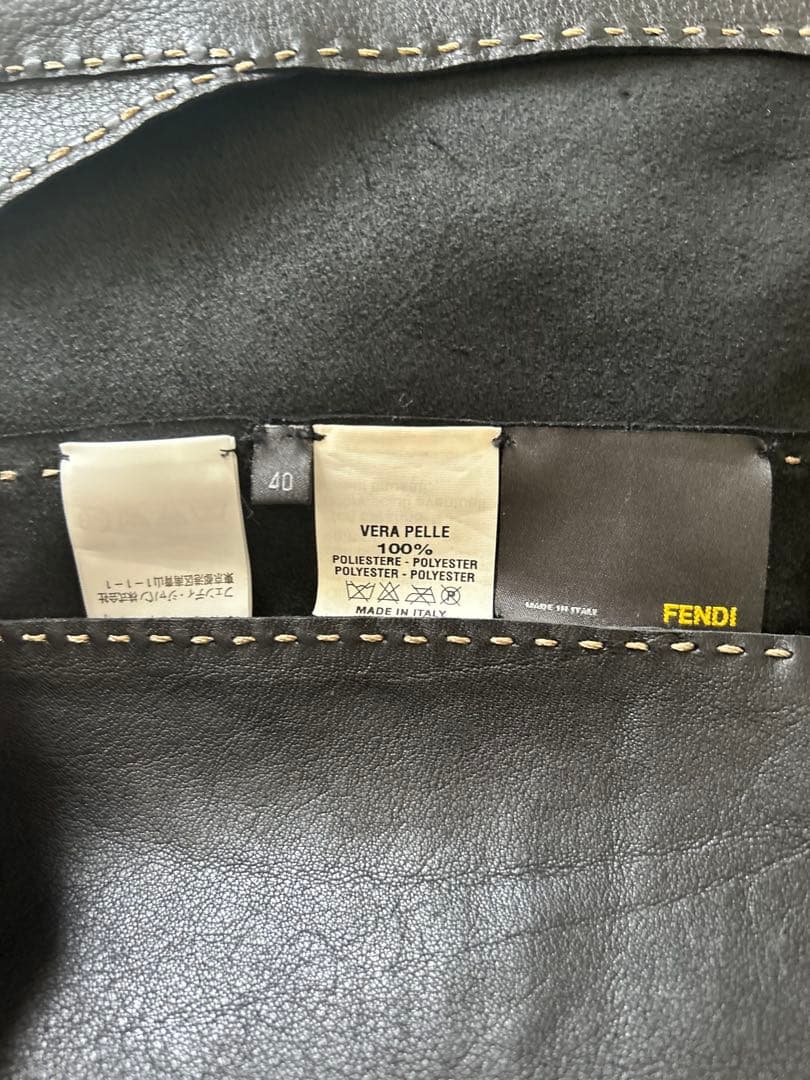 フェンディ・ジャパン株式会社
東京都港区南青山1-1-1
40
VERA PELLE
100%
POLIESTERE - POLYESTER
POLYESTER - POLYESTER
MADE IN ITALY
MADE IN ITALY
FENDI